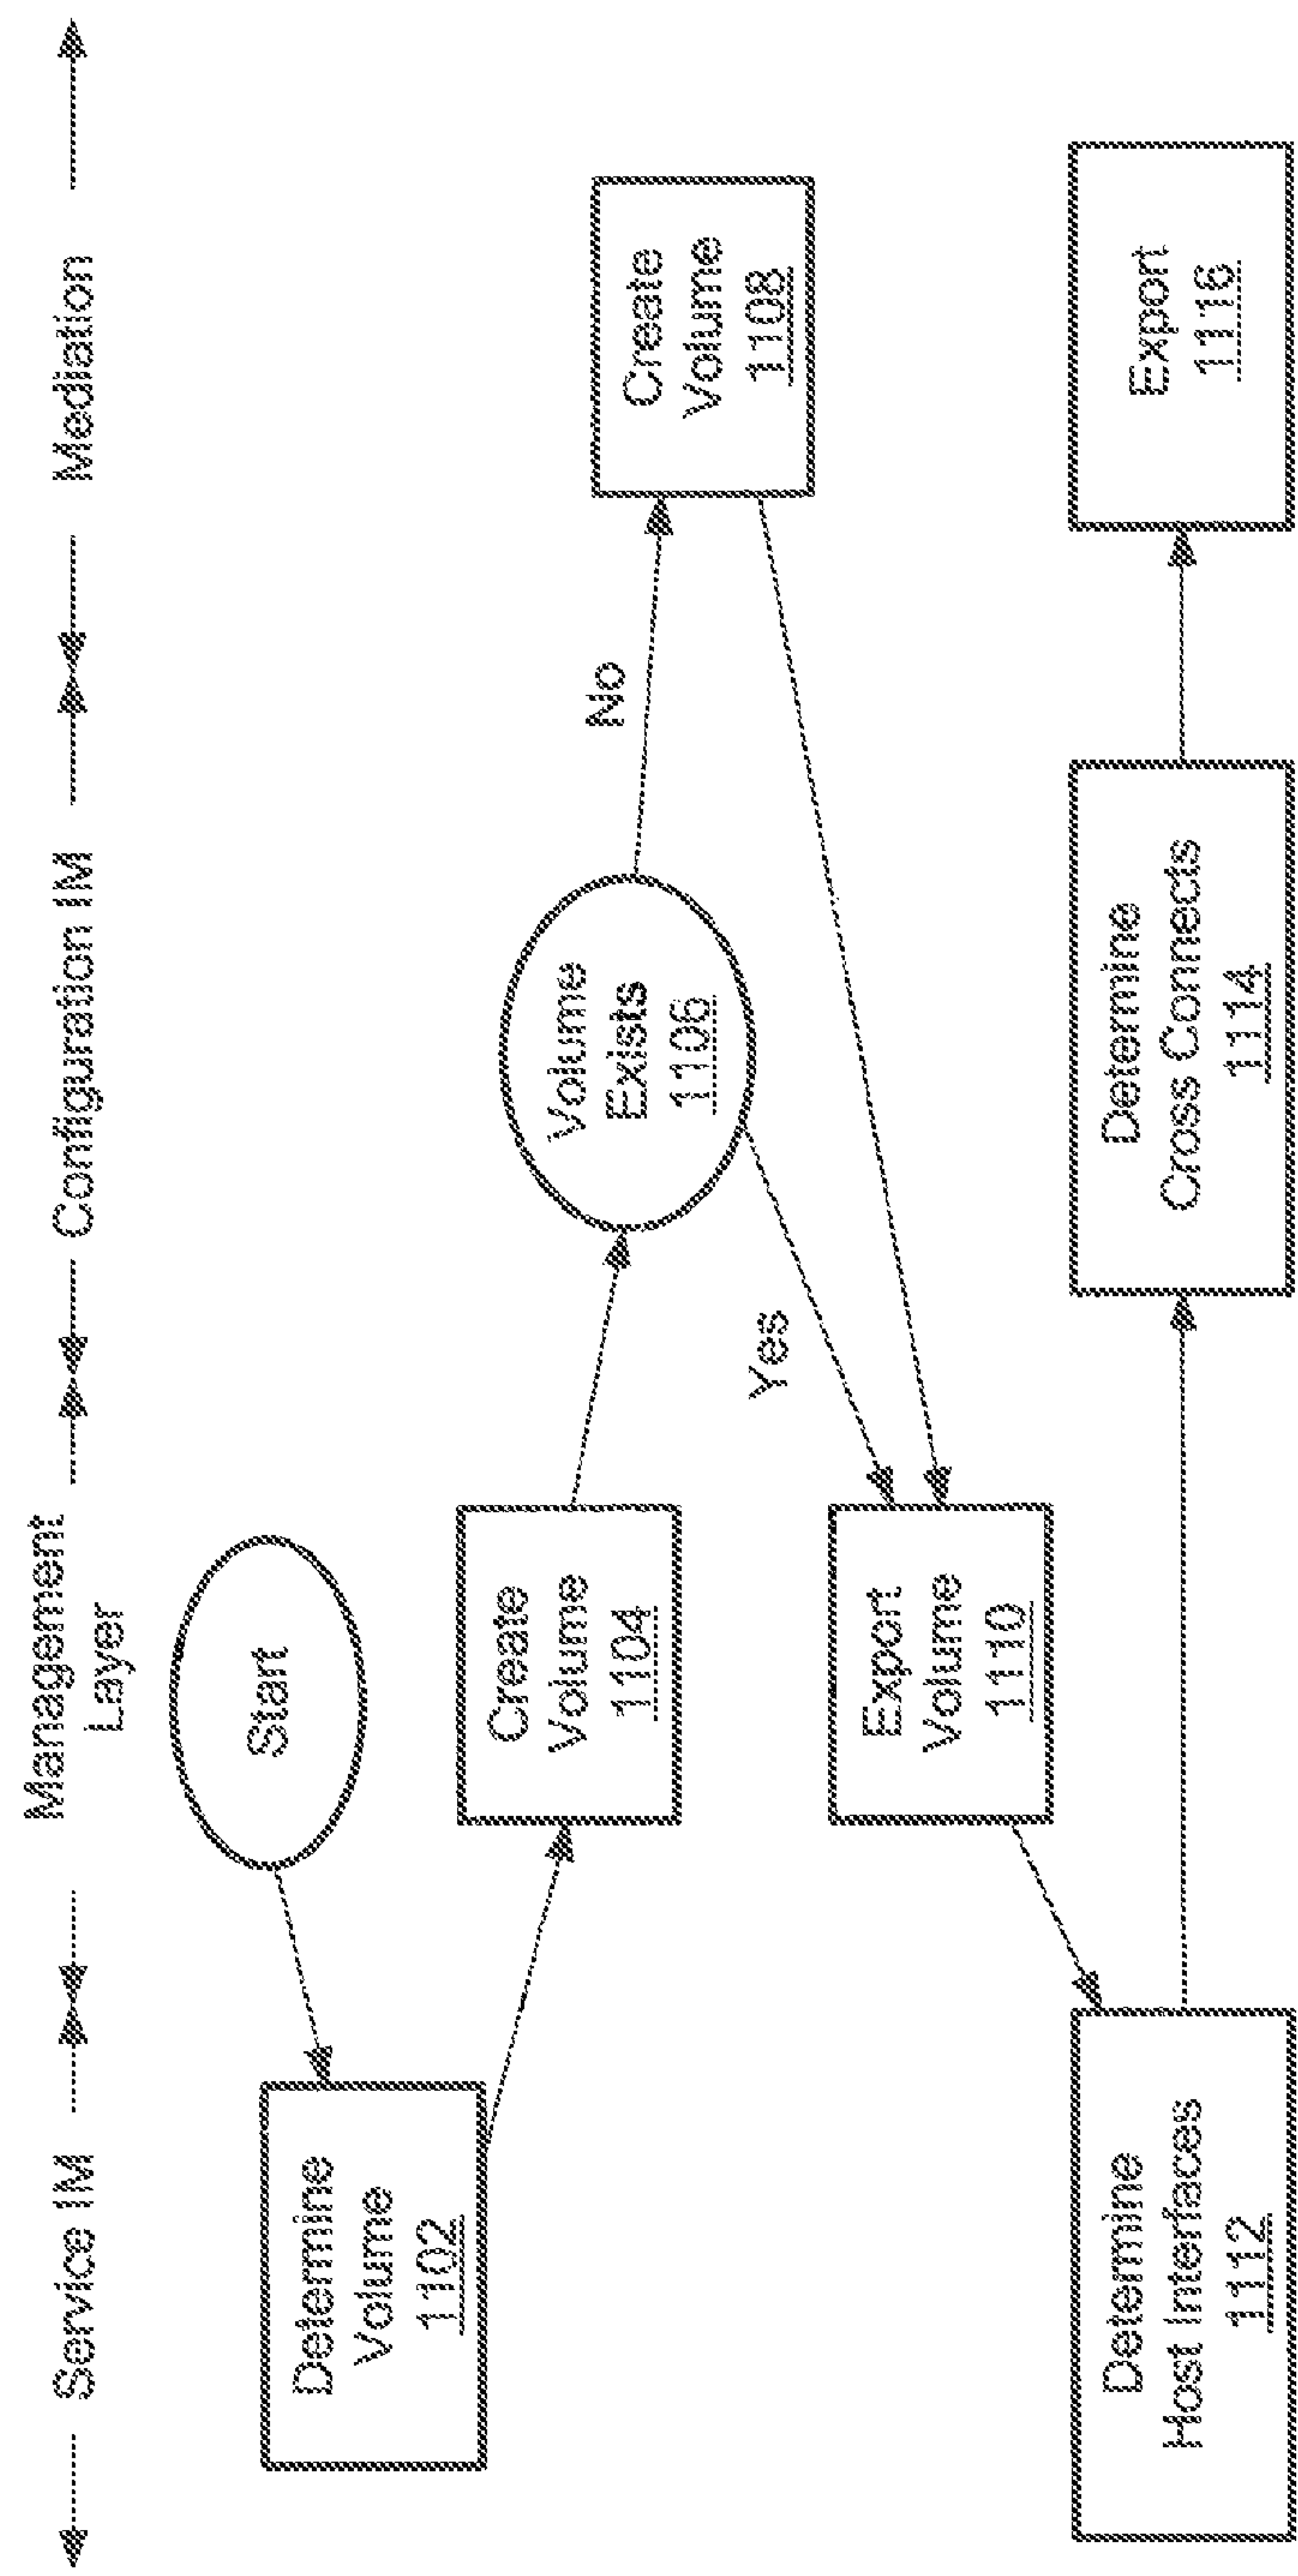 Service IM
Management
Layer
Configuration IM
Mediation
Start
Determine
Volume
1102
Create
Volume
1104
Volume
Exists
1106
No
Create
Volume
1108
Yes
Export
Volume
1110
Determine
Host Interfaces
1112
Determine
Cross Connects
1114
Export
1116